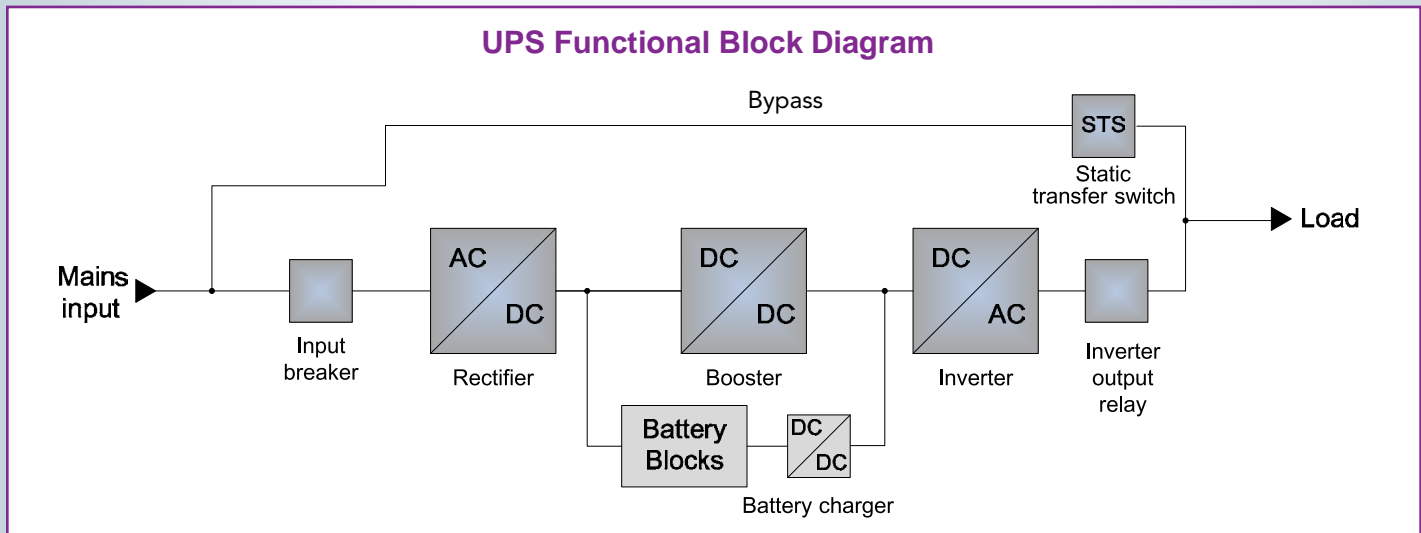 UPS Functional Block Diagram
Bypass
STS
Static
transfer switch
Load
Mains
input
Input
breaker
AC
DC
Rectifier
DC
DC
Booster
DC
AC
Inverter
Inverter
output
relay
Battery
Blocks
DC
DC
Battery charger